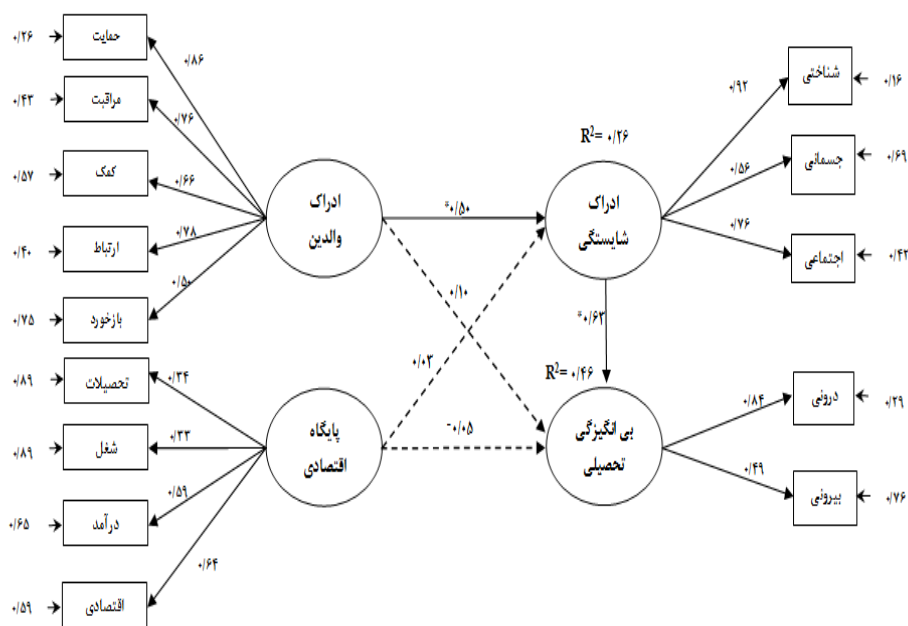 ۰/۲۶
حمایت
۰/۸۶
۰/۴۳
مراقبت
۰/۷۶
۰/۵۷
کمک
۰/۶۶
۰/۴۰
ارتباط
۰/۷۸
۰/۷۵
بازخورد
۰/۵۰
ادراک
والدین
۰/۸۹
تحصیلات
۰/۳۴
۰/۸۹
شغل
۰/۳۳
۰/۶۵
درآمد
۰/۵۹
۰/۵۹
اقتصادی
۰/۶۴
پایگاه
اقتصادی
*۰/۵۰
۰/۱۰
۰/۰۳
-۰/۰۵
R²= ۰/۲۶
ادراک
شایستگی
*۰/۶۳
R²= ۰/۴۶
بی انگیزگی
تحصیلی
۰/۹۲
شناختی
۰/۱۶
۰/۵۶
جسمانی
۰/۶۹
۰/۷۶
اجتماعی
۰/۴۲
۰/۸۴
درونی
۰/۲۹
۰/۴۹
بیرونی
۰/۷۶